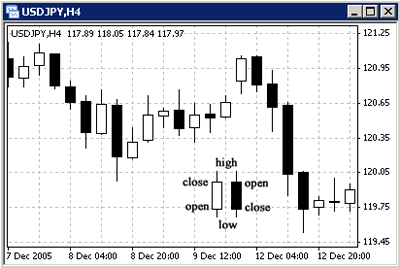 USDJPY,H4
USDJPY,H4 117.89 118.05 117.84 117.97
121.25
120.95
120.65
120.35
120.05
119.75
119.45
high
close open
open close
low
7 Dec 2005 8 Dec 04:00 8 Dec 20:00 9 Dec 12:00 12 Dec 04:00 12 Dec 20:00